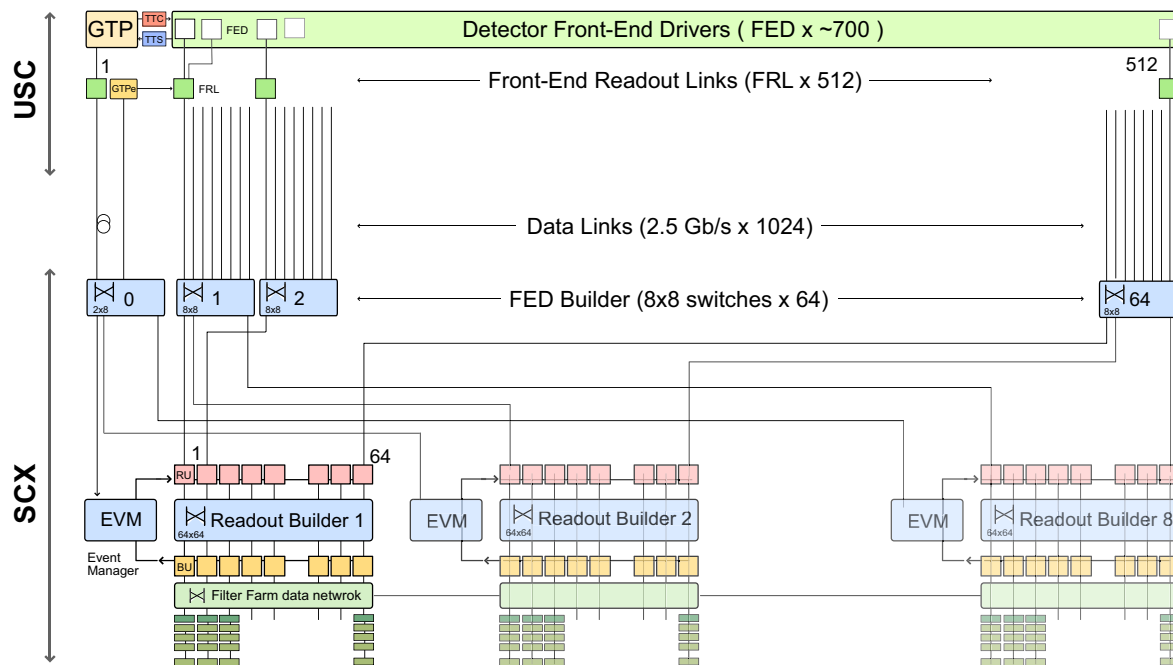 GTP
TTC
TTS
FED
Detector Front-End Drivers ( FED x ~700 )
USC
1
GTPe
FRL
Front-End Readout Links (FRL x 512)
512
Data Links (2.5 Gb/s x 1024)
0
2x8
1
8x8
2
8x8
FED Builder (8x8 switches x 64)
64
8x8
SCX
1
64
RU
EVM
Readout Builder 1
64x64
EVM
Readout Builder 2
64x64
EVM
Readout Builder 8
64x64
Event
Manager
BU
Filter Farm data netwrok